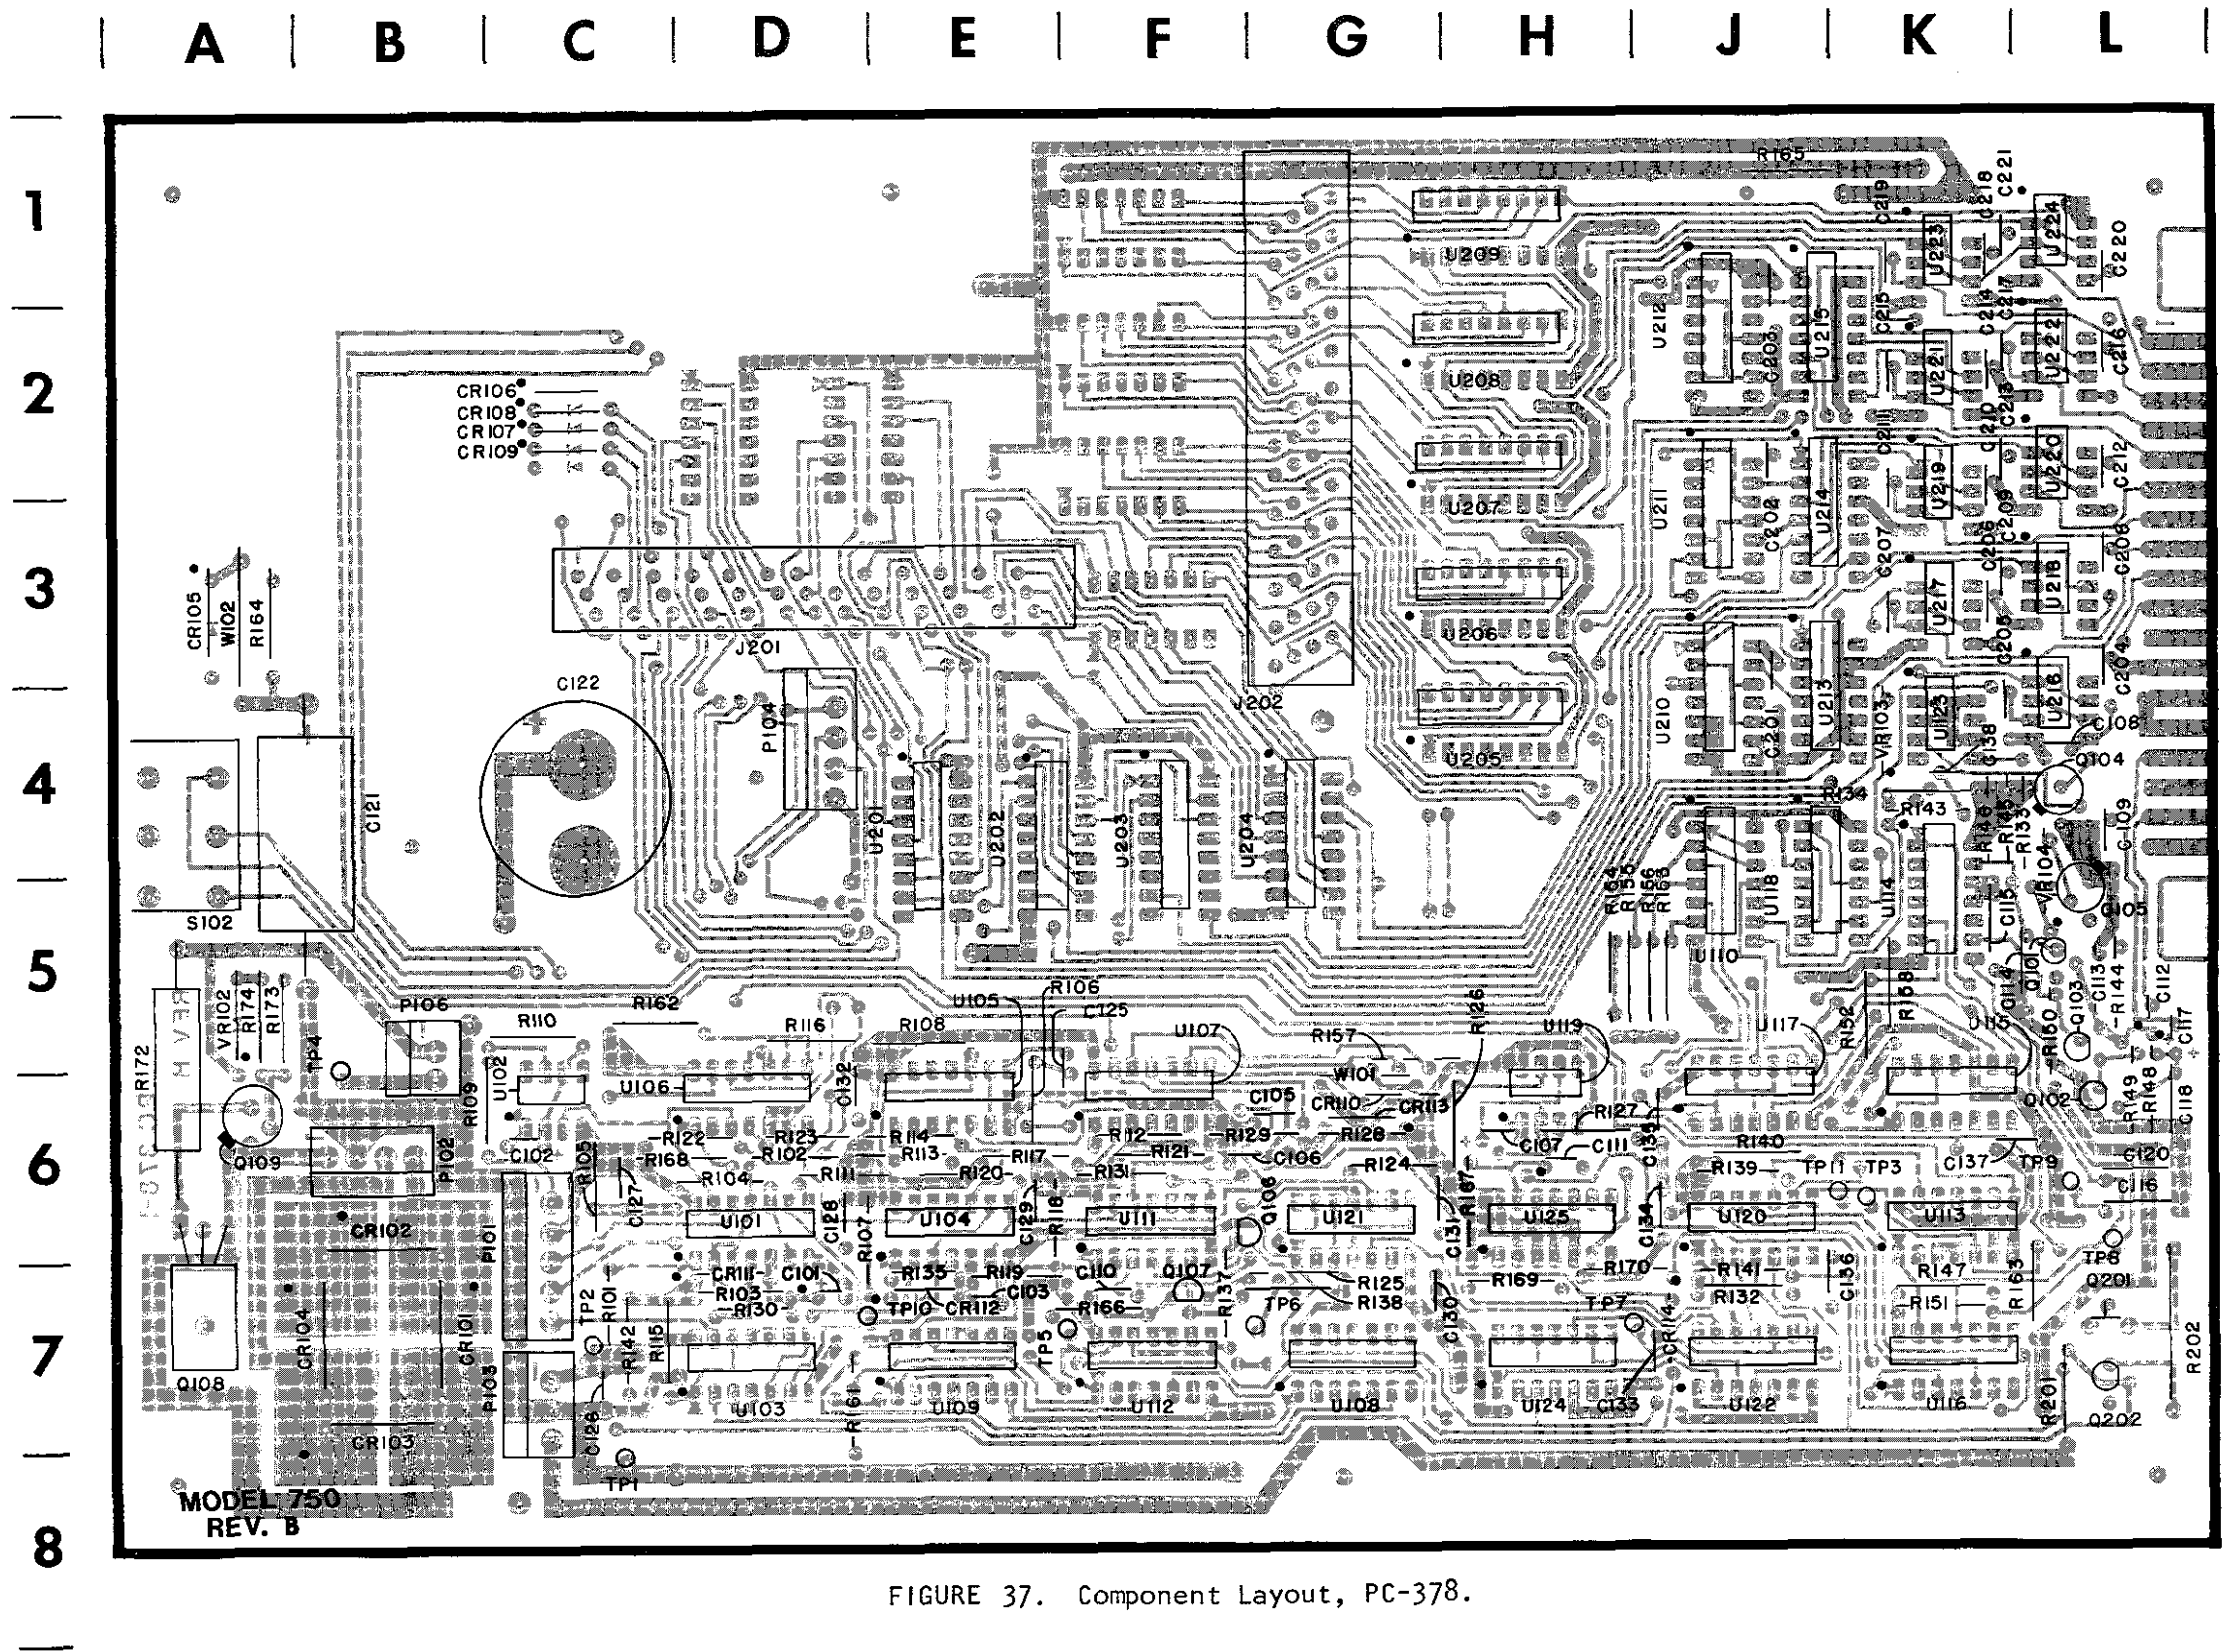 A B C D E F G H J K L
1
2
3
4
5
6
7
8
R165
C219
C218
C221
U224
U223
C220
U209
U212
C203
U215
C215
C214
C217
U222
U221
C216
U208
CR106
CR108
CR107
CR109
C211
C210
C213
U220
U219
C212
U207
U211
C202
U214
C207
C206
C209
U218
U217
C208
CR105
W102
R164
J201
U206
C205
C204
C122
+
P104
J202
U210
C201
U213
VR103
U123
U216
C138
C108
Q104
C121
U205
U201
U202
U203
U204
R134
R143
R146
R145
R133
VR104
C109
S102
R154
R155
R156
R153
U118
U114
C115
Q105
U110
VR102
R174
R173
P106
R162
U105
R106
C125
R126
R158
C114
Q101
C113
R144
C112
R172
TP4
R110
R116
R108
U107
R157
U119
U117
R152
U115
R150
Q103
C117
+
U102
R109
U106
C132
W101
C105
CR110
CR113
R127
Q102
R149
R148
C118
Q109
P102
C102
R105
R122
R123
R114
R112
R129
R128
C107
C111
C135
R140
R168
R102
R113
R117
R121
C106
R124
R139
TP11
TP3
C137
TP9
C120
C127
R104
R111
R120
R131
C116
CR102
P101
U101
C128
R107
U104
C129
R118
U111
Q106
U121
C131
R167
U125
C134
U120
U113
TP8
CR104
CR101
TP2
R101
CR111
C101
R135
R119
C110
Q107
R137
R125
R169
R170
R141
C136
R147
R163
Q201
R103
R130
TP10
CR112
C103
R166
TP6
R138
C130
TP7
CR114
R132
R151
Q108
P103
R142
R115
TP5
R202
C126
U103
R161
U109
U112
U108
U124
C133
U122
U116
R201
Q202
CR103
TP1
MODEL 750
REV. B
FIGURE 37. Component Layout, PC-378.